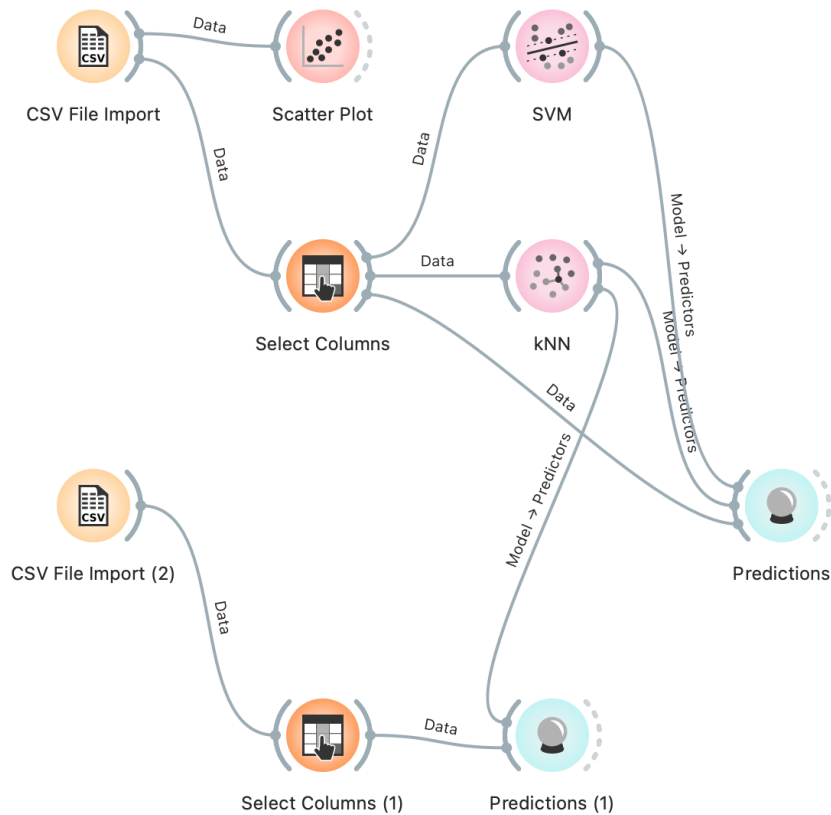 Data
CSV
CSV File Import
Scatter Plot
SVM
Data
Data
Model → Predictors
Data
Select Columns
kNN
Model → Predictors
Data
Model → Predictors
CSV
CSV File Import (2)
Predictions
Data
Data
Select Columns (1)
Predictions (1)